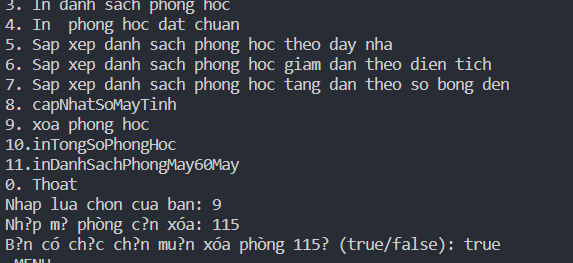 3. In danh sach phong hoc
4. In  phong hoc dat chuan
5. Sap xep danh sach phong hoc theo day nha
6. Sap xep danh sach phong hoc giam dan theo dien tich
7. Sap xep danh sach phong hoc tang dan theo so bong den
8. capNhatSoMayTinh
9. xoa phong hoc
10.inTongSoPhongHoc
11.inDanhSachPhongMay60May
0. Thoat
Nhap lua chon cua ban: 9
Nh?p m? phòng c?n xóa: 115
B?n có ch?c ch?n mu?n xóa phòng 115? (true/false): true
MENU